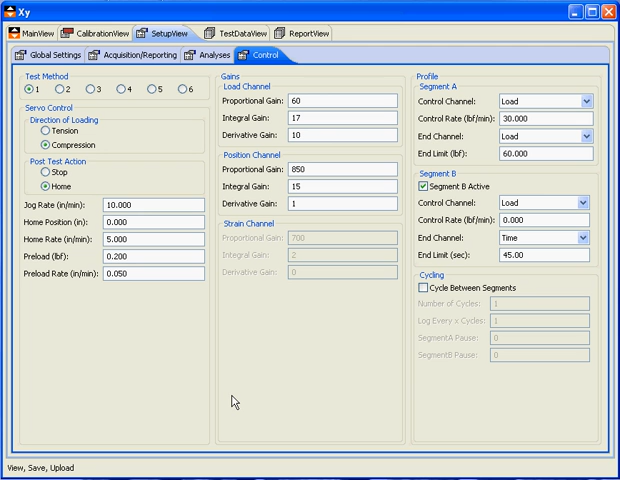 Xy
MainView CalibrationView SetupView TestDataView ReportView
Global Settings Acquisition/Reporting Analyses Control
Test Method
1 2 3 4 5 6
Servo Control
Direction of Loading
Tension
Compression
Post Test Action
Stop
Home
Jog Rate (in/min): 10.000
Home Position (in): 0.000
Home Rate (in/min): 5.000
Preload (lbf): 0.200
Preload Rate (in/min): 0.050
Gains
Load Channel
Proportional Gain: 60
Integral Gain: 17
Derivative Gain: 10
Position Channel
Proportional Gain: 850
Integral Gain: 15
Derivative Gain: 1
Strain Channel
Proportional Gain: 700
Integral Gain: 2
Derivative Gain: 0
Profile
Segment A
Control Channel: Load
Control Rate (lbf/min): 30.000
End Channel: Load
End Limit (lbf): 60.000
Segment B
Segment B Active
Control Channel: Load
Control Rate (lbf/min): 0.000
End Channel: Time
End Limit (sec): 45.00
Cycling
Cycle Between Segments
Number of Cycles: 1
Log Every x Cycles: 1
SegmentA Pause: 0
SegmentB Pause: 0
View, Save, Upload